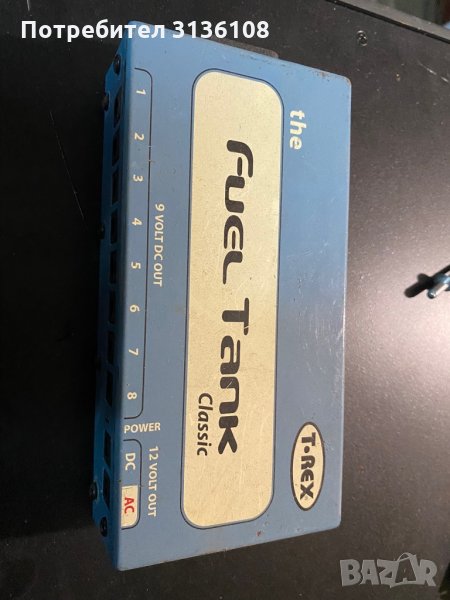 Потребител 3136108
the
Fuel Tank
Classic
T-REX
1 2 3 4 5 6 7 8
9 VOLT DC OUT
POWER
DC AC
12 VOLT OUT
BAZAR